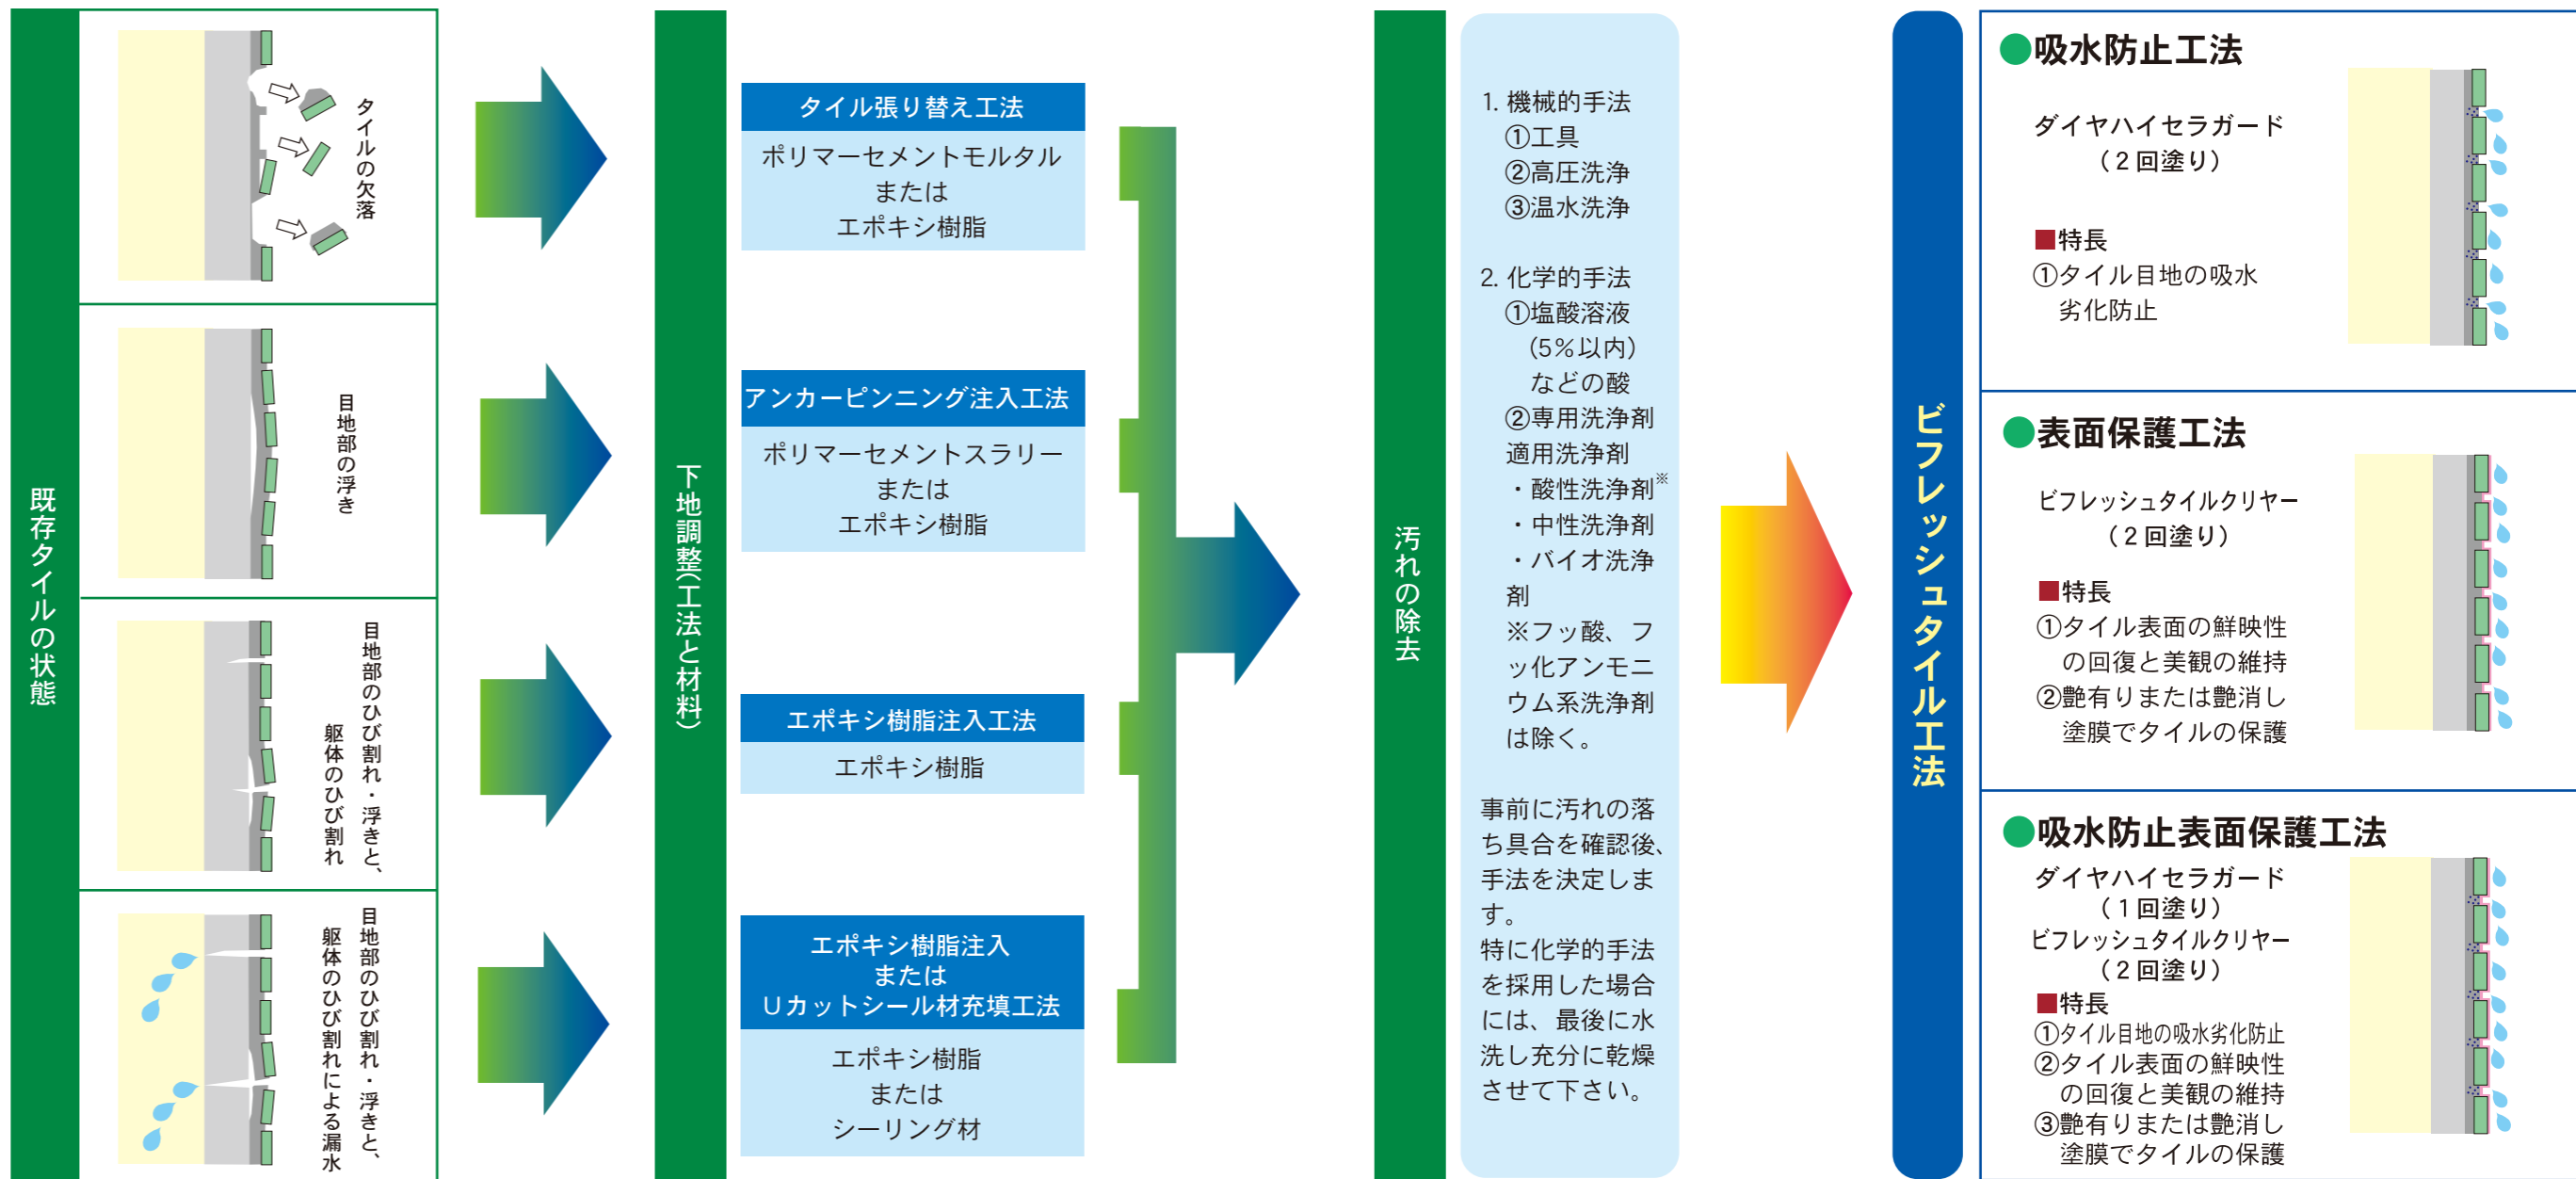 既存タイルの状態
タイルの欠落
目地部の浮き
目地部のひび割れ・浮きと、
躯体のひび割れ
目地部のひび割れ・浮きと、
躯体のひび割れによる漏水
下地調整(工法と材料)
タイル張り替え工法
ポリマーセメントモルタル
または
エポキシ樹脂
アンカーピンニング注入工法
ポリマーセメントスラリー
または
エポキシ樹脂
エポキシ樹脂注入工法
エポキシ樹脂
エポキシ樹脂注入
または
Uカットシール材充填工法
エポキシ樹脂
または
シーリング材
汚れの除去
1. 機械的手法
①工具
②高圧洗浄
③温水洗浄
2. 化学的手法
①塩酸溶液
（5％以内）
などの酸
②専用洗浄剤
適用洗浄剤
・酸性洗浄剤※
・中性洗浄剤
・バイオ洗浄
剤
※フッ酸、フ
ッ化アンモニ
ウム系洗浄剤
は除く。
事前に汚れの落
ち具合を確認後、
手法を決定しま
す。
特に化学的手法
を採用した場合
には、最後に水
洗し充分に乾燥
させて下さい。
ビフレッシュタイル工法
●吸水防止工法
ダイヤハイセラガード
（２回塗り）
■特長
①タイル目地の吸水
劣化防止
●表面保護工法
ビフレッシュタイルクリヤー
（２回塗り）
■特長
①タイル表面の鮮映性
の回復と美観の維持
②艶有りまたは艶消し
塗膜でタイルの保護
●吸水防止表面保護工法
ダイヤハイセラガード
（１回塗り）
ビフレッシュタイルクリヤー
（２回塗り）
■特長
①タイル目地の吸水劣化防止
②タイル表面の鮮映性
の回復と美観の維持
③艶有りまたは艶消し
塗膜でタイルの保護